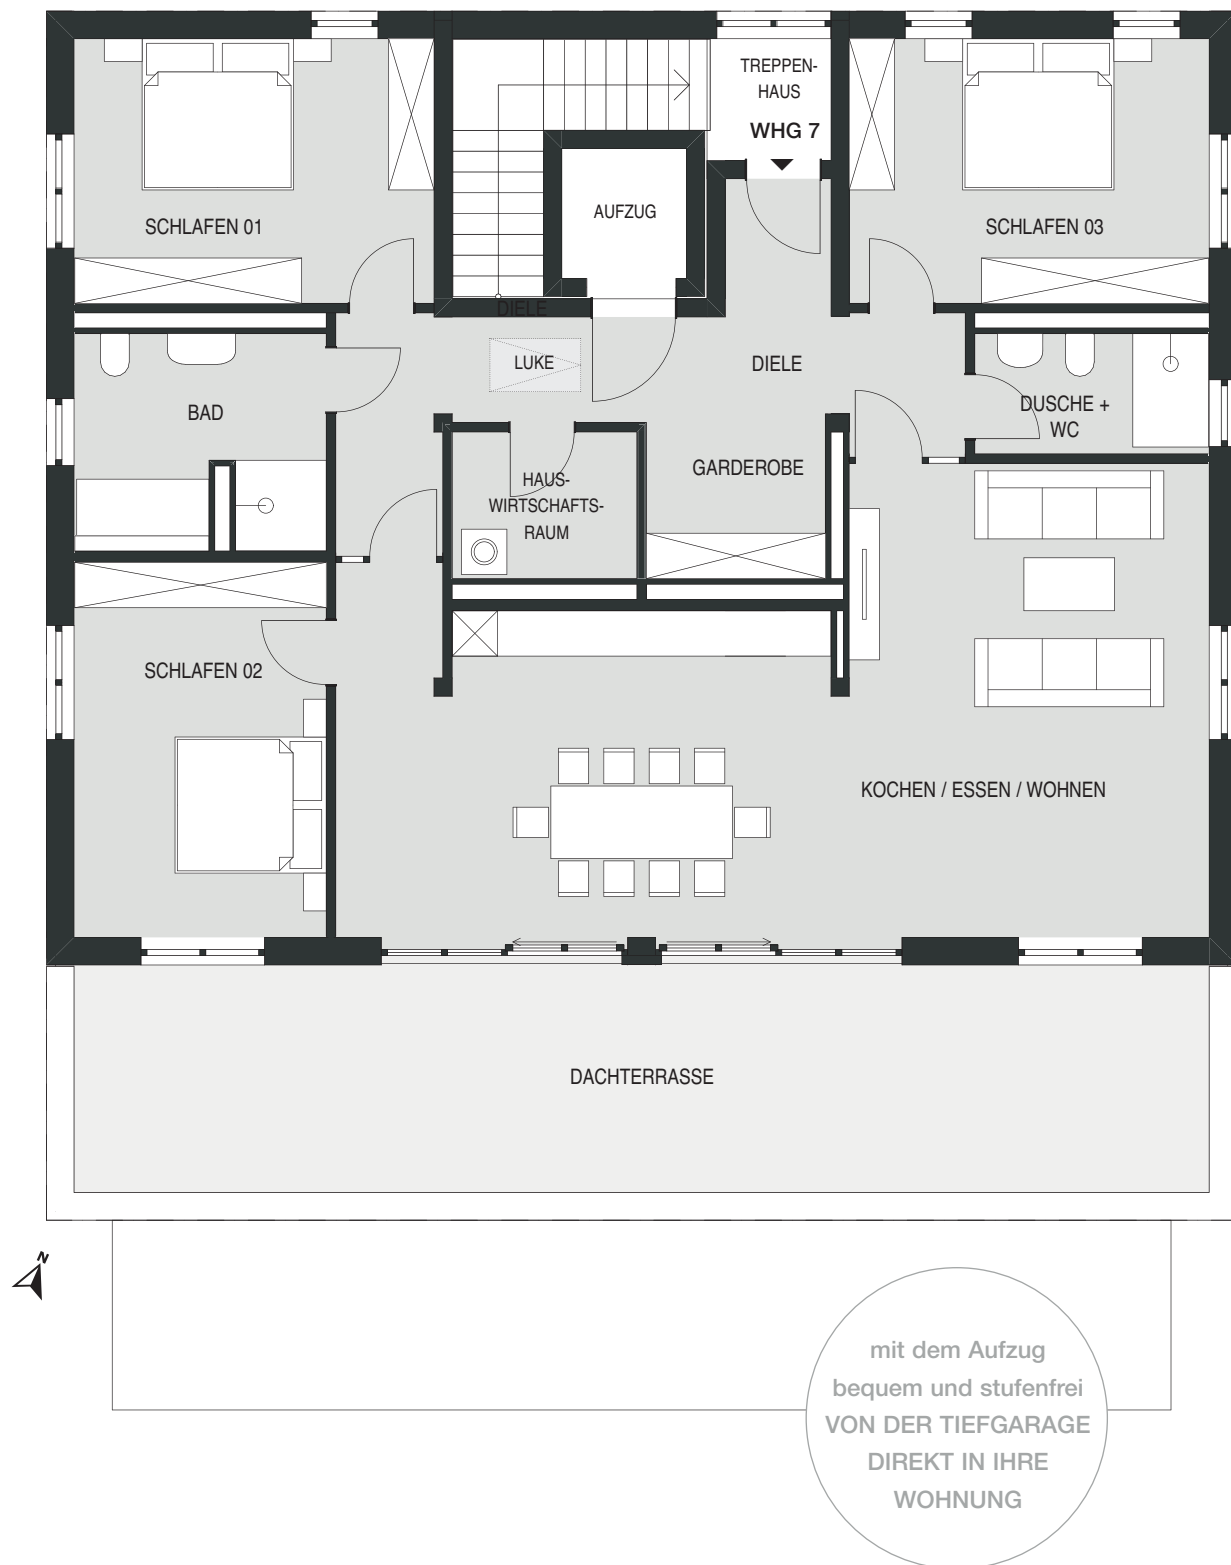 TREPPEN-
HAUS
WHG 7
AUFZUG
SCHLAFEN 01
SCHLAFEN 03
DIELE
LUKE
DIELE
BAD
DUSCHE +
WC
GARDEROBE
HAUS-
WIRTSCHAFTS-
RAUM
SCHLAFEN 02
KOCHEN / ESSEN / WOHNEN
DACHTERRASSE
N
mit dem Aufzug
bequem und stufenfrei
VON DER TIEFGARAGE
DIREKT IN IHRE
WOHNUNG